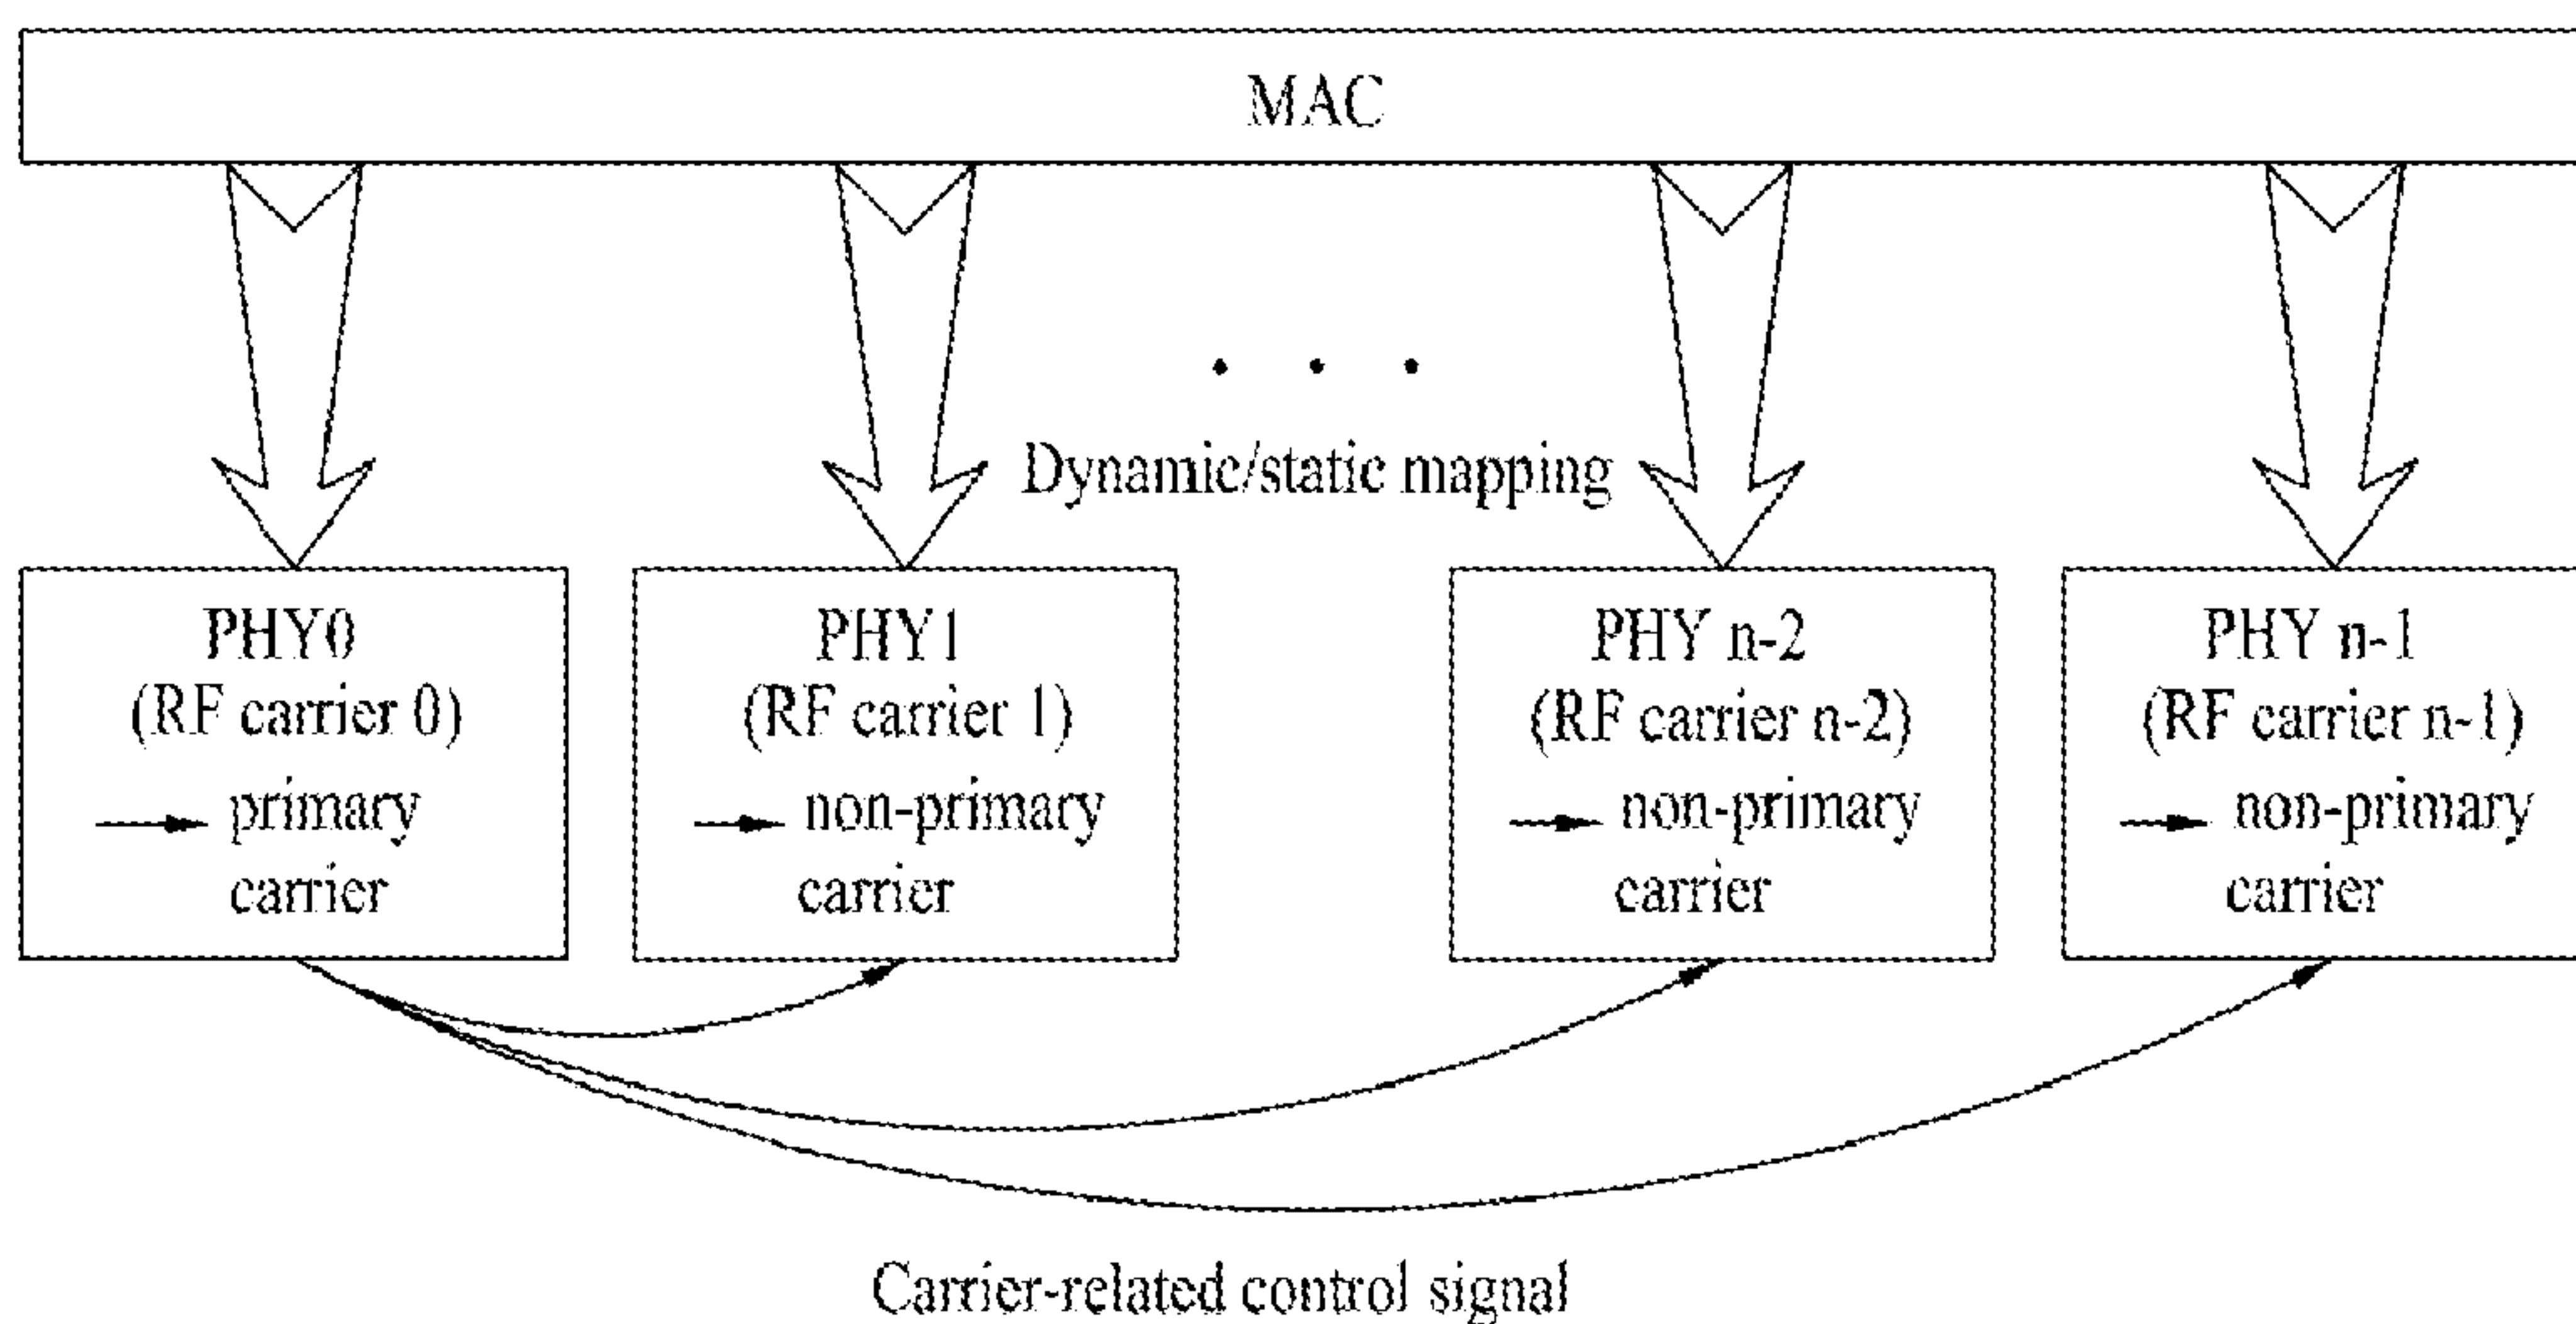 MAC
. . .
Dynamic/static mapping
PHY0
(RF carrier 0)
primary
carrier
PHY1
(RF carrier 1)
non-primary
carrier
PHY n-2
(RF carrier n-2)
non-primary
carrier
PHY n-1
(RF carrier n-1)
non-primary
carrier
Carrier-related control signal